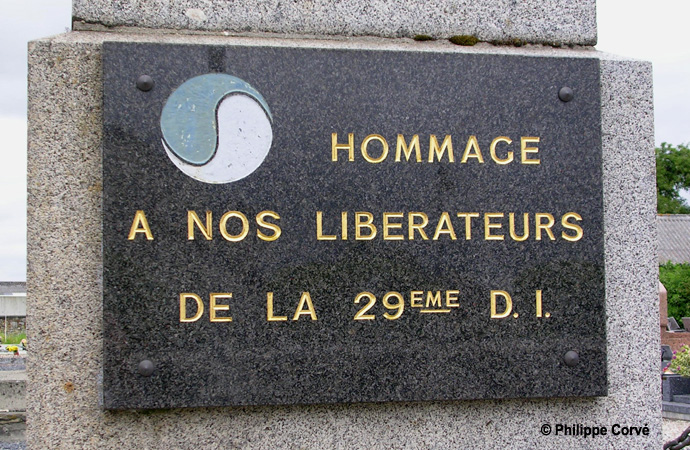 HOMMAGE
A NOS LIBERATEURS
DE LA 29EME D.I.
© Philippe Corvé